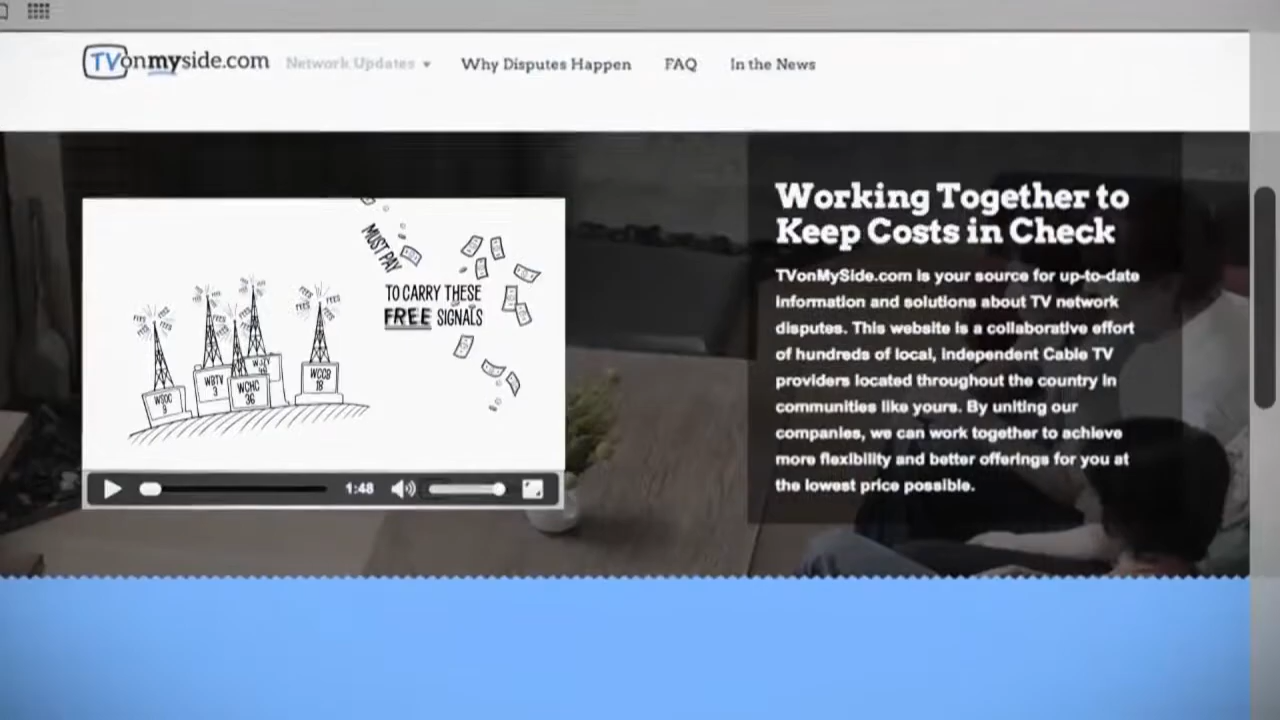 TVonmyside.com Network Updates Why Disputes Happen FAQ In the News
Working Together to
Keep Costs in Check
TVonMySide.com is your source for up-to-date
information and solutions about TV network
disputes. This website is a collaborative effort
of hundreds of local, independent Cable TV
providers located throughout the country in
communities like yours. By uniting our
companies, we can work together to achieve
more flexibility and better offerings for you at
the lowest price possible.
MUST PAY
TO CARRY THESE
FREE SIGNALS
WSOC
9
WBTV
3
WCNC
36
WCCB
18
1:48